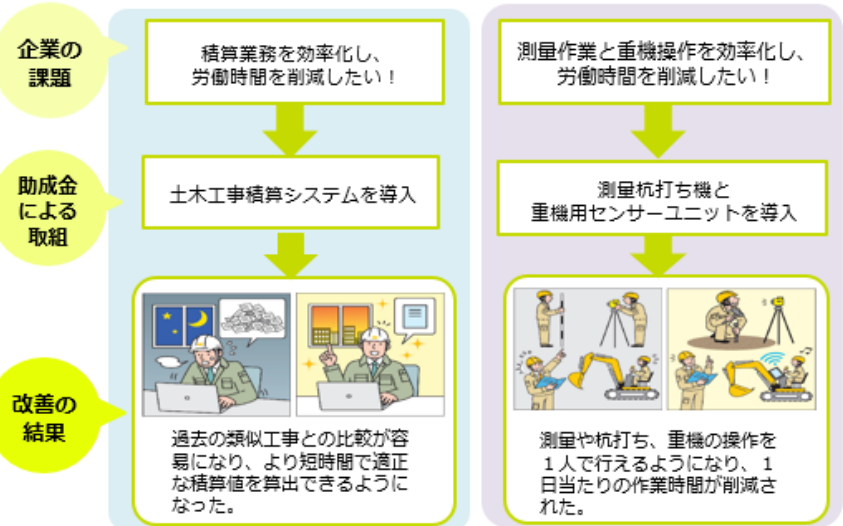 企業の
課題
積算業務を効率化し、
労働時間を削減したい！
測量作業と重機操作を効率化し、
労働時間を削減したい！
助成金
による
取組
土木工事積算システムを導入
測量杭打ち機と
重機用センサーユニットを導入
改善の
結果
過去の類似工事との比較が容
易になり、より短時間で適正
な積算値を算出できるように
なった。
測量や杭打ち、重機の操作を
１人で行えるようになり、１
日当たりの作業時間が削減さ
れた。